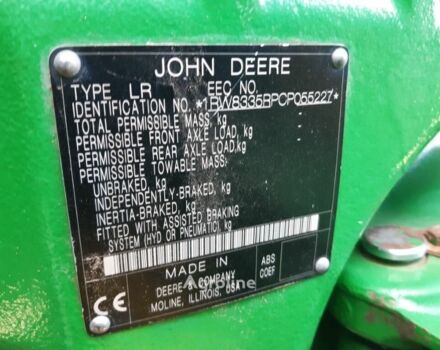 JOHN DEERE
TYPE LR EEC NO.
IDENTIFICATION NO. *1RW8335RPCP055227*
TOTAL PERMISSIBLE MASS, kg
PERMISSIBLE FRONT AXLE LOAD, kg
PERMISSIBLE REAR AXLE LOAD, kg
PERMISSIBLE TOWABLE MASS:
UNBRAKED, kg
INDEPENDENTLY-BRAKED, kg
INERTIA-BRAKED, kg
FITTED WITH ASSISTED BRAKING
SYSTEM (HYD OR PNEUMATIC) kg
MADE IN
DEERE & COMPANY
MOLINE, ILLINOIS, USA
ABS
COEF
CE
Agroline